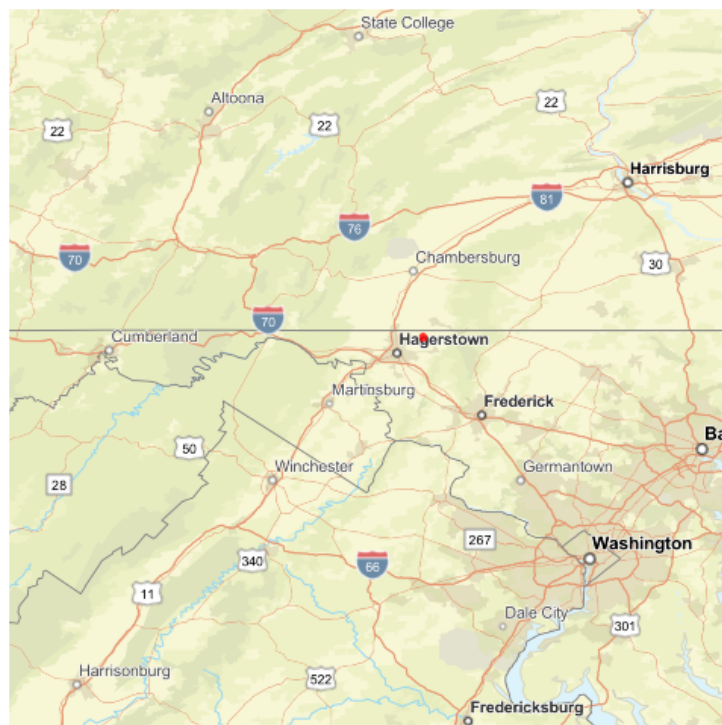 State College
Altoona
22
22
22
Harrisburg
81
76
70
30
Chambersburg
70
Cumberland
Hagerstown
Martinsburg
Frederick
Ba
50
Winchester
Germantown
28
267
Washington
340
66
11
Dale City
301
Harrisonburg
522
Fredericksburg